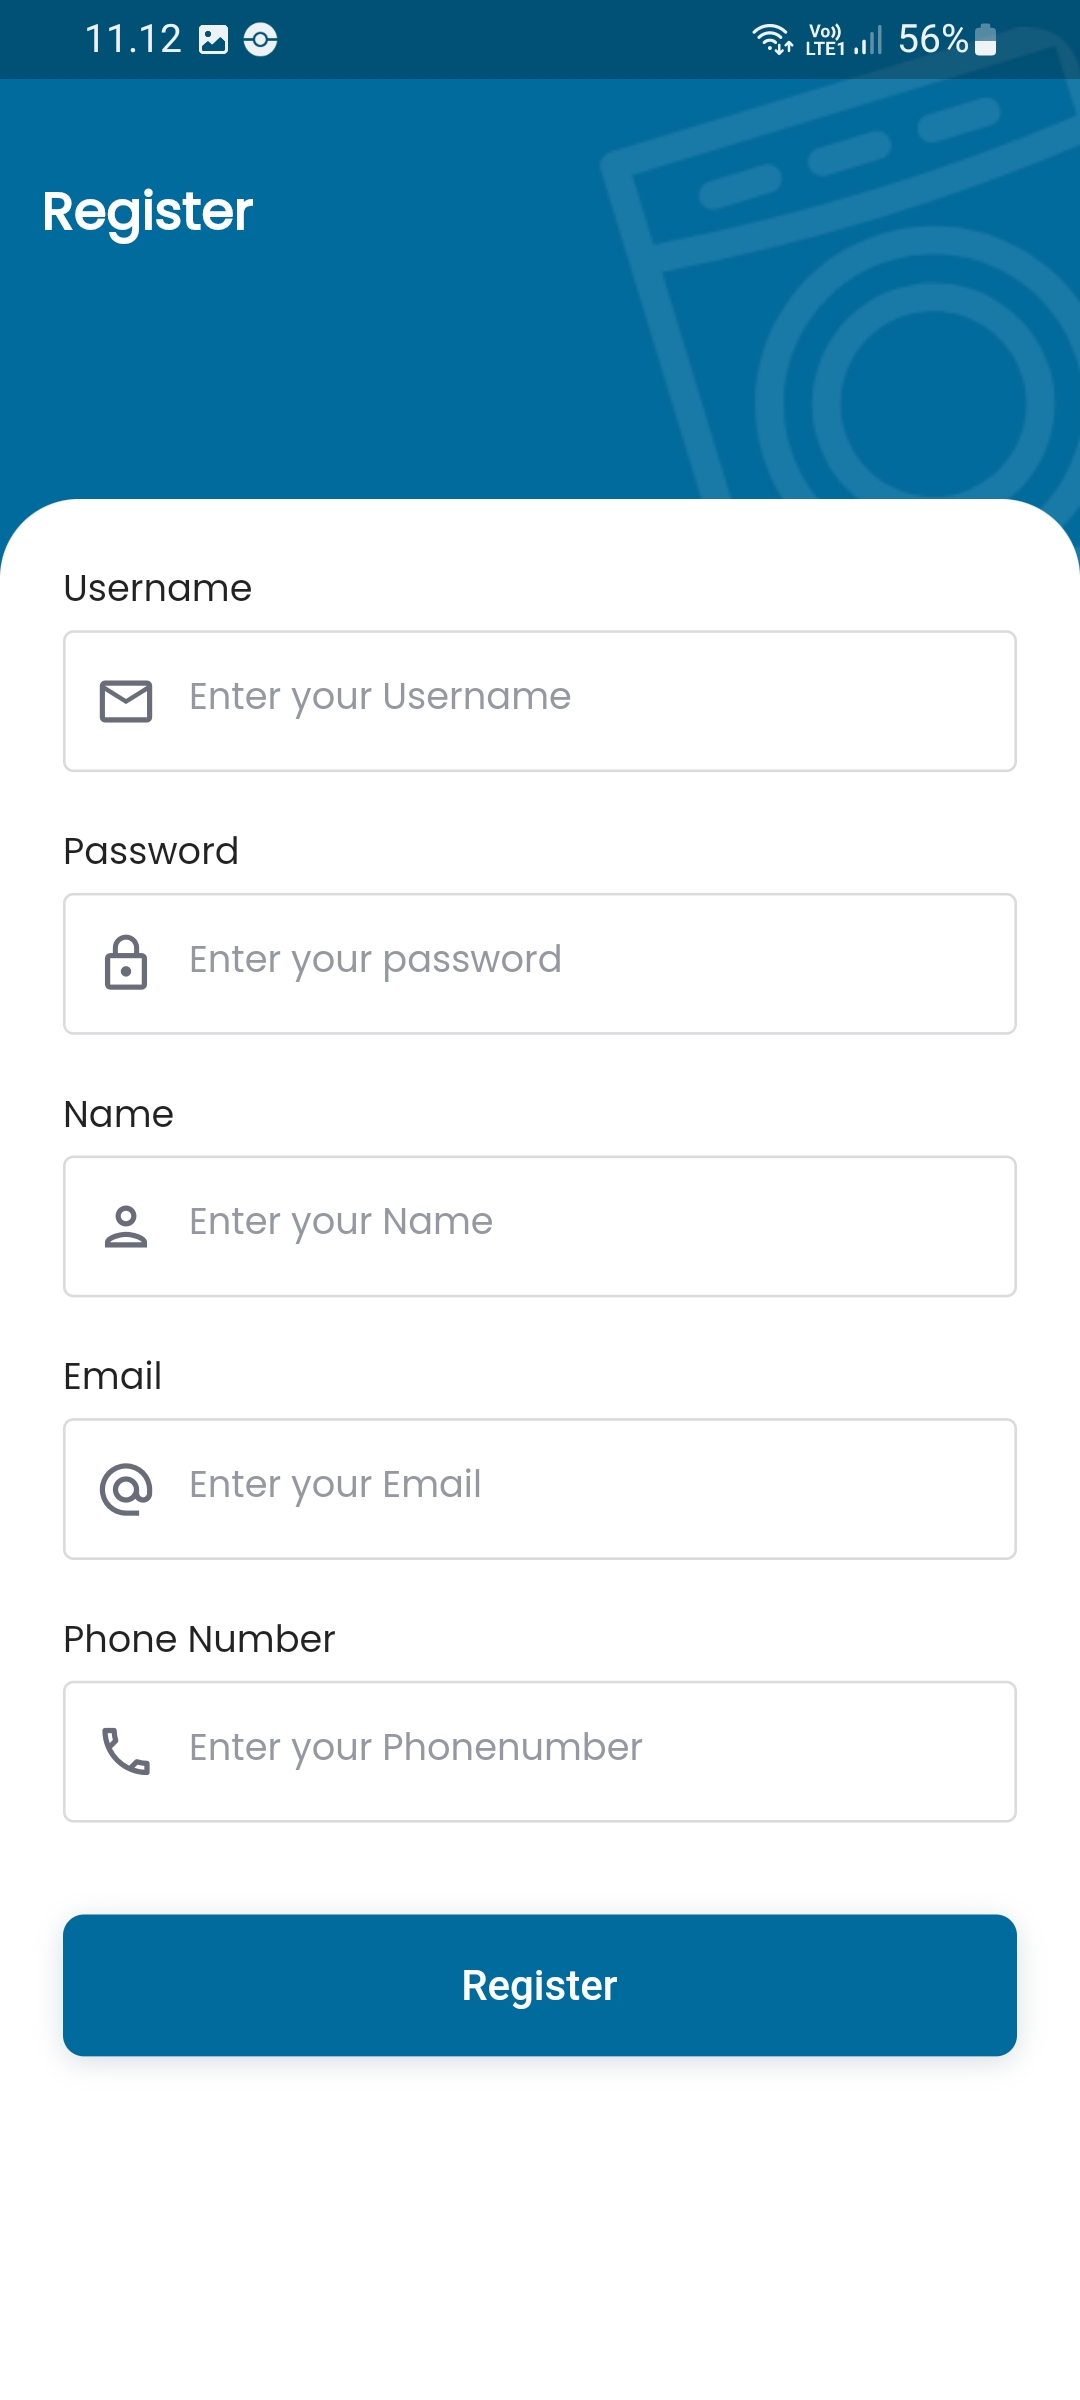 11.12 Vo)) LTE1 56%
Register
Username
Enter your Username
Password
Enter your password
Name
Enter your Name
Email
Enter your Email
Phone Number
Enter your Phonenumber
Register